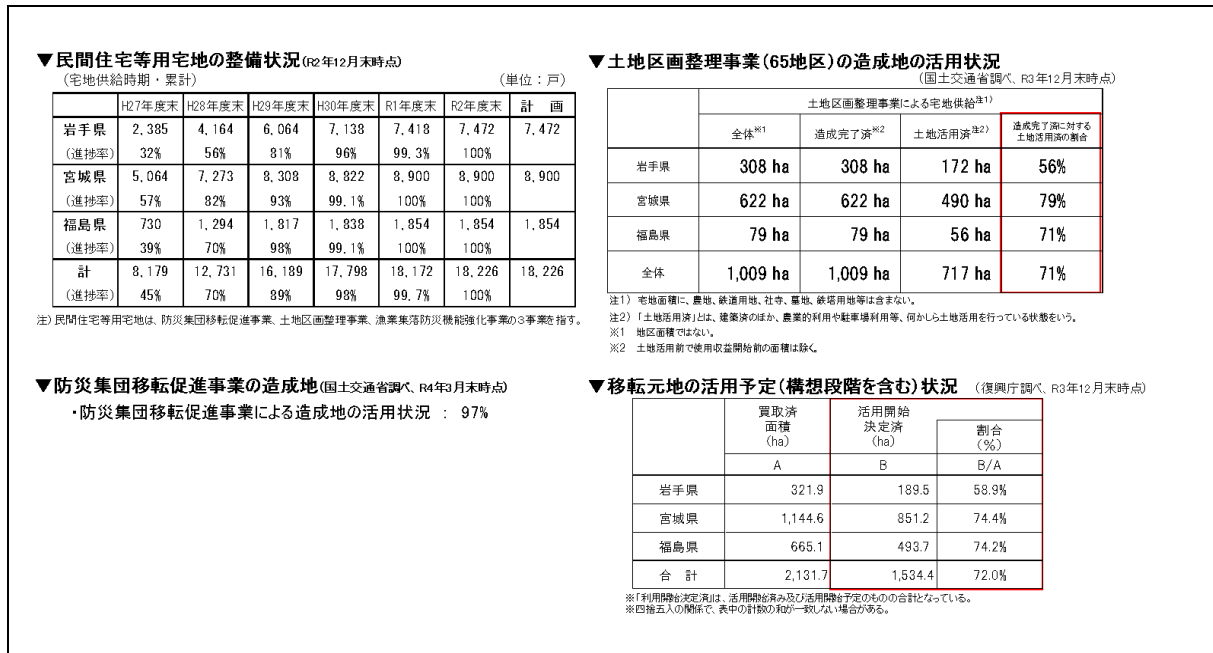 ▼民間住宅等用宅地の整備状況(R2年12月末時点)
(宅地供給時期・累計) (単位:戸)
H27年度末 H28年度末 H29年度末 H30年度末 R1年度末 R2年度末 計 画
岩手県 2,385 4,164 6,064 7,138 7,418 7,472 7,472
(進捗率) 32% 56% 81% 96% 99.3% 100%
宮城県 5,064 7,273 8,308 8,822 8,900 8,900 8,900
(進捗率) 57% 82% 93% 99.1% 100% 100%
福島県 730 1,294 1,817 1,838 1,854 1,854 1,854
(進捗率) 39% 70% 98% 99.1% 100% 100%
計 8,179 12,731 16,189 17,798 18,172 18,226 18,226
(進捗率) 45% 70% 89% 98% 99.7% 100%
注)民間住宅等用宅地は、防災集団移転促進事業、土地区画整理事業、漁業集落防災機能強化事業の3事業を指す。
▼土地区画整理事業(65地区)の造成地の活用状況
(国土交通省調べ、R3年12月末時点)
土地区画整理事業による宅地供給注1)
全体※1 造成完了済※2 土地活用済注2) 造成完了済に対する
土地活用済の割合
岩手県 308 ha 308 ha 172 ha 56%
宮城県 622 ha 622 ha 490 ha 79%
福島県 79 ha 79 ha 56 ha 71%
全体 1,009 ha 1,009 ha 717 ha 71%
注1) 宅地面積に、農地、鉄道用地、社寺、墓地、鉄塔用地等は含まない。
注2) 「土地活用済」とは、建築済のほか、農業的利用や駐車場利用等、何かしら土地活用を行っている状態をいう。
※1 地区面積ではない。
※2 土地活用前で使用収益開始前の面積は除く。
▼防災集団移転促進事業の造成地(国土交通省調べ、R4年3月末時点)
・防災集団移転促進事業による造成地の活用状況 : 97%
▼移転元地の活用予定(構想段階を含む)状況 (復興庁調べ、R3年12月末時点)
買取済
面積
(ha)
活用開始
決定済
(ha)
割合
(%)
A B B/A
岩手県 321.9 189.5 58.9%
宮城県 1,144.6 851.2 74.4%
福島県 665.1 493.7 74.2%
合 計 2,131.7 1,534.4 72.0%
※「利用開始決定済」は、活用開始済み及び活用開始予定のものの合計となっている。
※四捨五入の関係で、表中の計数の和が一致しない場合がある。